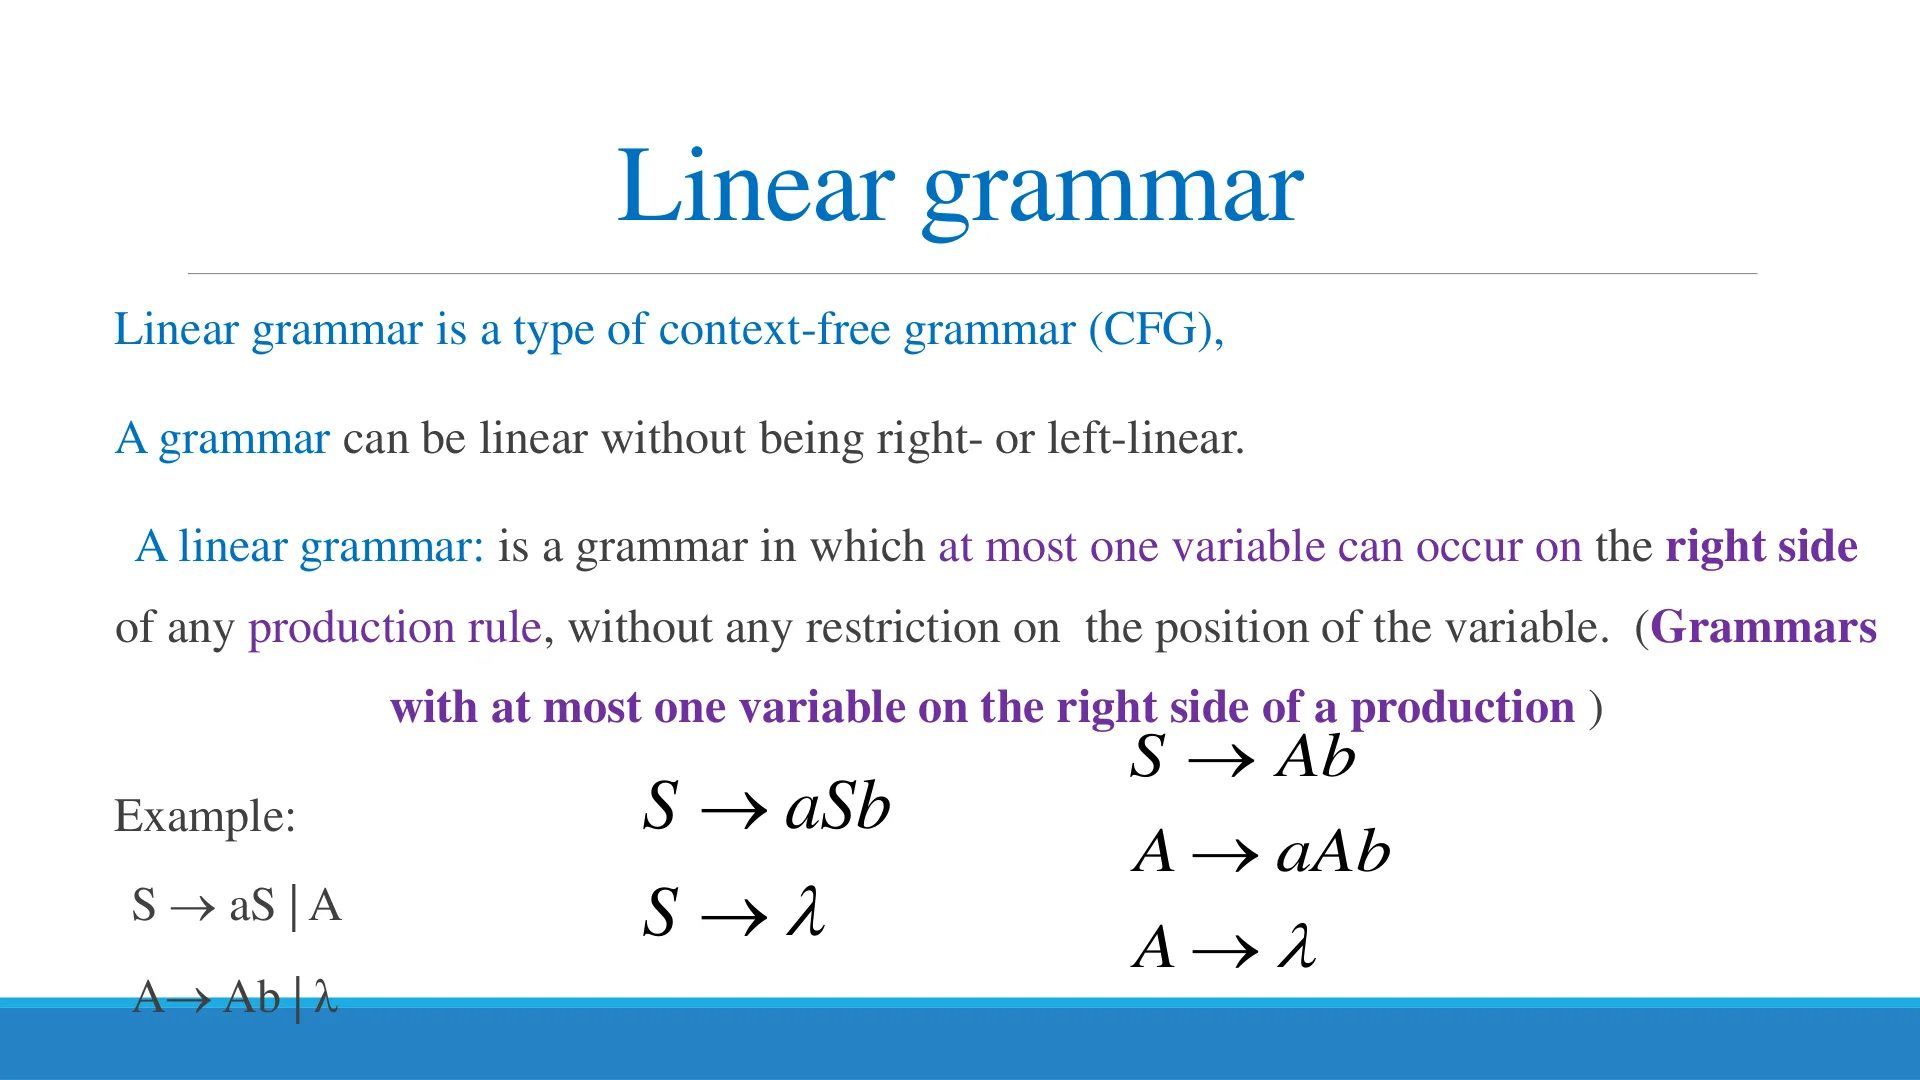 Linear grammar
Linear grammar is a type of context-free grammar (CFG),
A grammar can be linear without being right- or left-linear.
A linear grammar: is a grammar in which at most one variable can occur on the right side
of any production rule, without any restriction on the position of the variable. (Grammars
with at most one variable on the right side of a production )
Example:
S → aS | A
A→ Ab | λ
S → aSb
S → λ
S → Ab
A → aAb
A → λ